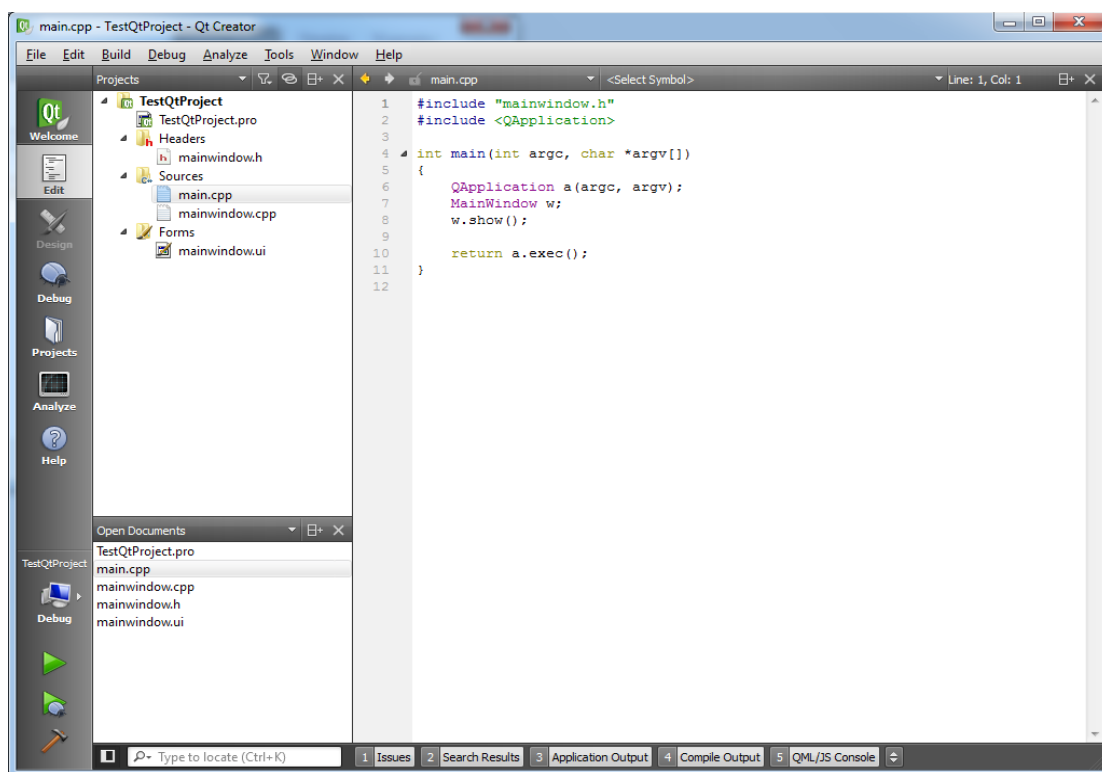 main.cpp - TestQtProject - Qt Creator
File Edit Build Debug Analyze Tools Window Help
Projects
main.cpp
<Select Symbol>
Line: 1, Col: 1
Qt
Welcome
Edit
Design
Debug
Projects
Analyze
Help
TestQtProject
TestQtProject.pro
Headers
mainwindow.h
Sources
main.cpp
mainwindow.cpp
Forms
mainwindow.ui
1 #include "mainwindow.h"
2 #include <QApplication>
3
4 int main(int argc, char *argv[])
5 {
6     QApplication a(argc, argv);
7     MainWindow w;
8     w.show();
9
10     return a.exec();
11 }
12
Open Documents
TestQtProject.pro
main.cpp
mainwindow.cpp
mainwindow.h
mainwindow.ui
TestQtProject
Debug
Type to locate (Ctrl+K)
1 Issues 2 Search Results 3 Application Output 4 Compile Output 5 QML/JS Console